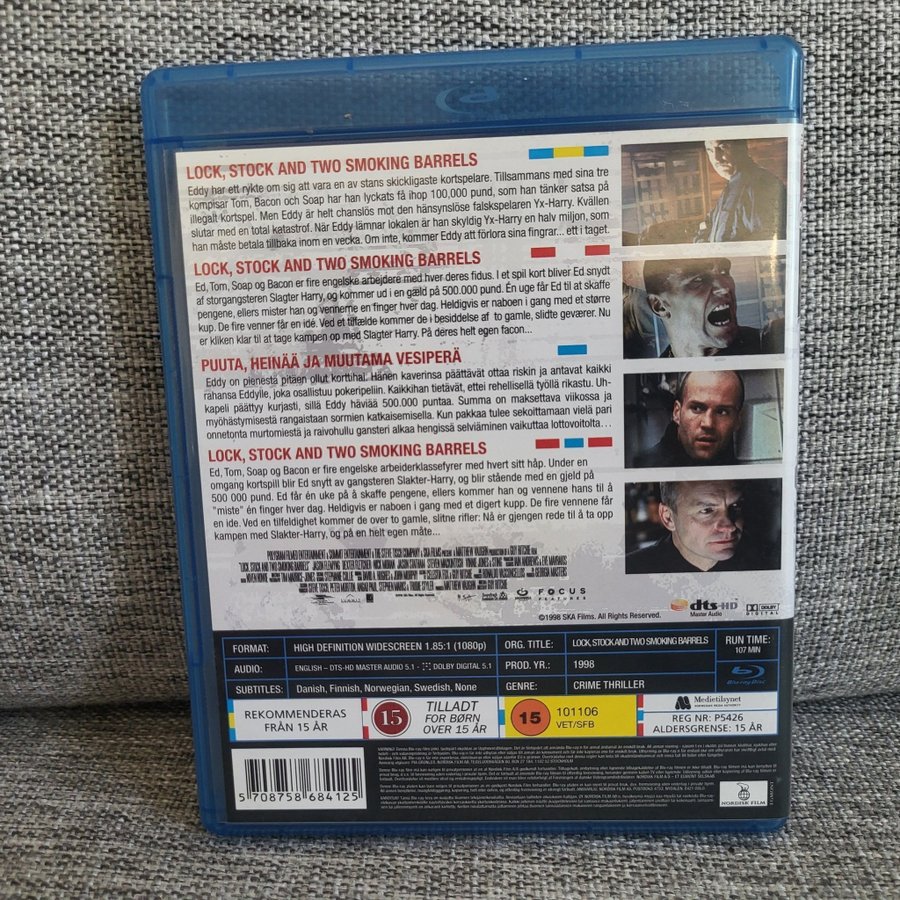 LOCK, STOCK AND TWO SMOKING BARRELS
Eddy har ett rykte om sig att vara en av stans skickligaste kortspelare. Tillsammans med sina tre
kompisar Tom, Bacon och Soap har han lyckats få ihop 100,000 pund, som han tänker satsa på
illegalt kortspel. Men Eddy är helt chanslös mot den hänsynslöse falskspelaren Yx-Harry. Kvällen
slutar med en total katastrof. När Eddy lämnar lokalen är han skyldig Yx-Harry en halv miljon, som
han måste betala tillbaka inom en vecka. Om inte, kommer Eddy att förlora sina fingrar... ett i taget.
LOCK, STOCK AND TWO SMOKING BARRELS
Ed, Tom, Soap og Bacon er fire engelske arbejdere med hver deres fidus. I et spil kort bliver Ed snydt
af storgangsteren Slagter Harry, og kommer ud i en gæld på 500.000 pund. Én uge får Ed til at skaffe
pengene, ellers mister han og vennerne en finger hver dag. Heldigvis er naboen i gang med et større
kup. De fire venner får en idé. Ved et tilfælde kommer de i besiddelse af to gamle, slidte geværer. Nu
er kliken klar til at tage kampen op med Slagter Harry. På deres helt egen facon...
PUUTA, HEINÄÄ JA MUUTAMA VESIPERÄ
Eddy on pienestä pitäen ollut korttihai. Hänen kaverinsa päättävät ottaa riskin ja antavat kaikki
rahansa Eddylle, joka osallistuu pokeripeliin. Kaikkihan tietävät, ettei rehellisellä työllä rikastu. Uh-
kapeli päättyy kurjasti, sillä Eddy häviää 500.000 puntaa. Summa on maksettava viikossa ja
myöhästymisestä rangaistaan sormien katkaisemisella. Kun pakkaa tulee sekoittamaan vielä pari
onnetonta murtomiestä ja raivohullu gansteri alkaa hengissä selviäminen vaikuttaa lottovoitolta...
LOCK, STOCK AND TWO SMOKING BARRELS
Ed, Tom, Soap og Bacon er fire engelske arbeiderklassefyrer med hvert sitt håp. Under en
omgang kortspill blir Ed snytt av gangsteren Slakter-Harry, og blir stående med en gjeld på
500 000 pund. Ed får én uke på å skaffe pengene, ellers kommer han og vennene hans til å
"miste" én finger hver dag. Heldigvis er naboen i gang med et digert kupp. De fire vennene får
en ide. Ved en tilfeldighet kommer de over to gamle, slitne rifler: Nå er gjengen rede til å ta opp
kampen med Slakter-Harry, og på en helt egen måte...
FOCUS
FEATURES
©1998 SKA Films. All Rights Reserved.
dts-HD
Master Audio
DOLBY
DIGITAL
FORMAT: HIGH DEFINITION WIDESCREEN 1.85:1 (1080p)
ORG. TITLE: LOCK, STOCK AND TWO SMOKING BARRELS
RUN TIME:
107 MIN
AUDIO: ENGLISH – DTS-HD MASTER AUDIO 5.1 - DOLBY DIGITAL 5.1
PROD. YR.: 1998
SUBTITLES: Danish, Finnish, Norwegian, Swedish, None
GENRE: CRIME THRILLER
Blu-ray Disc
REKOMMENDERAS
FRÅN 15 ÅR
15
TILLADT
FOR BØRN
OVER 15 ÅR
15
101106
VET/SFB
Medietilsynet
NORWEGIAN MEDIA AUTHORITY
REG NR: P5426
ALDERSGRENSE: 15 ÅR
5 708758 684125
NORDISK FILM
EGMONT